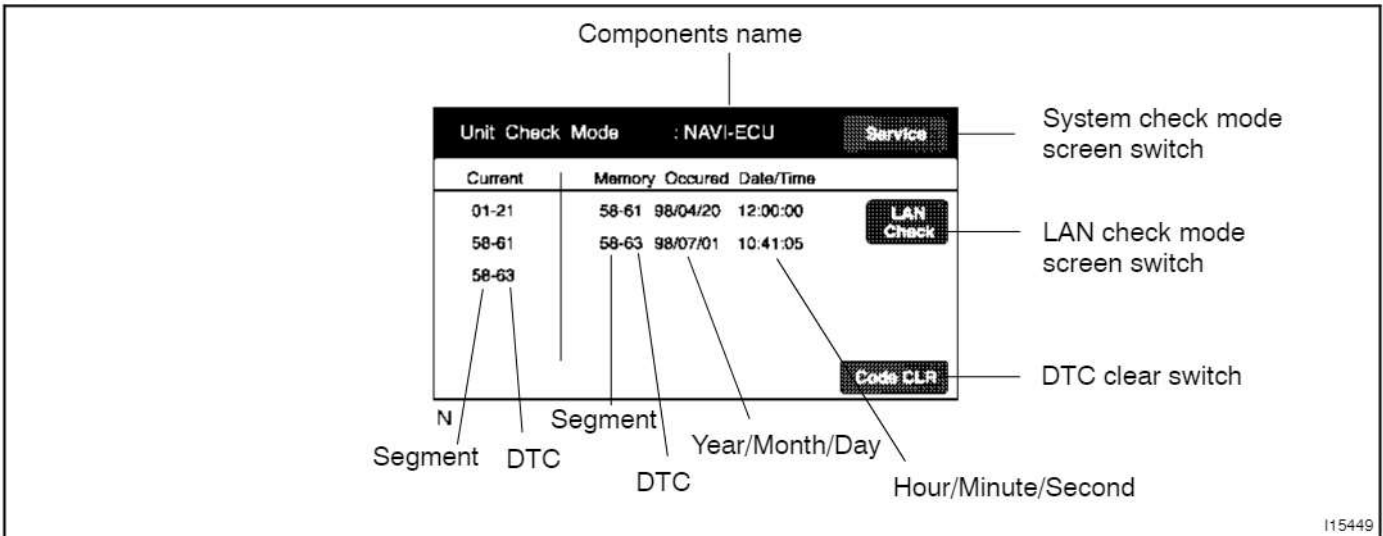 Components name
Unit Check Mode : NAVI-ECU Service
System check mode
screen switch
Current Memory Occured Date/Time
01-21 58-61 98/04/20 12:00:00
LAN
Check
58-61 58-63 98/07/01 10:41:05
LAN check mode
screen switch
58-63
Code CLR
DTC clear switch
N
Segment
Year/Month/Day
Segment DTC
DTC
Hour/Minute/Second
I15449